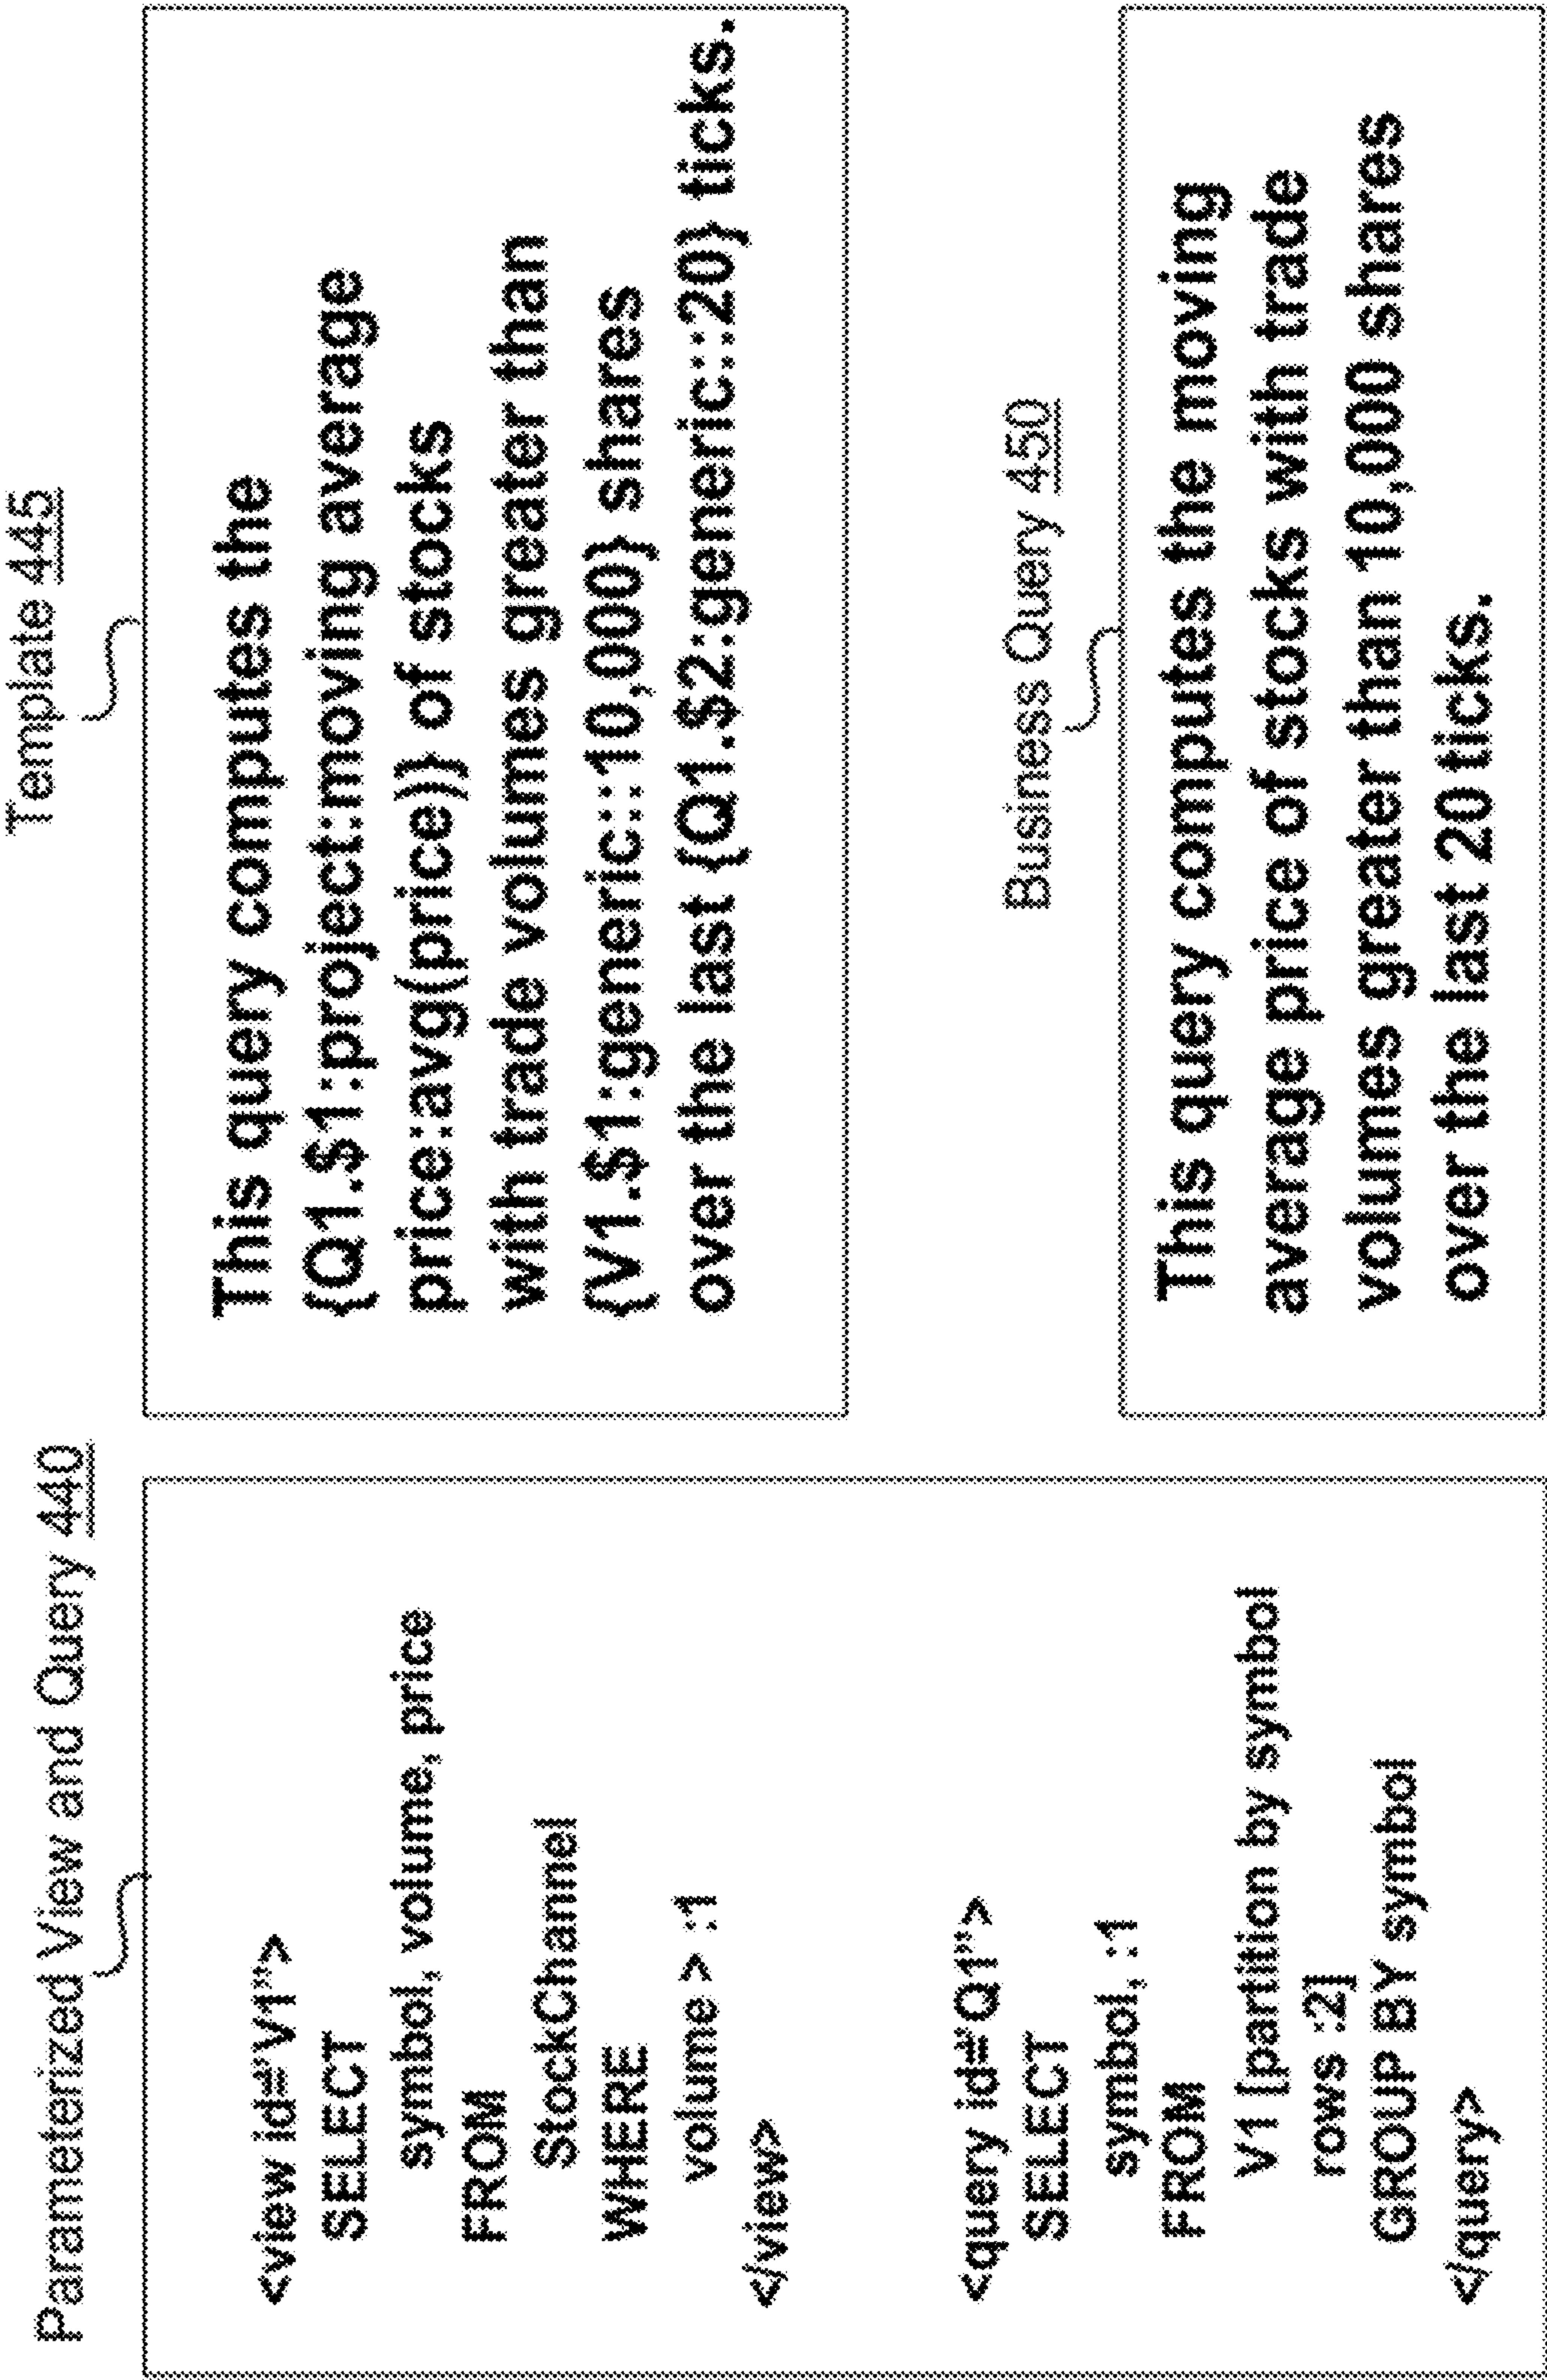 Parameterized View and Query 440
<view id="V1">
SELECT
symbol, volume, price
FROM
StockChannel
WHERE
volume > :1
</view>
<query id="Q1">
SELECT
symbol, :1
FROM
V1 [partition by symbol
rows :2]
GROUP BY symbol
</query>
Template 445
This query computes the
{Q1.$1:project:moving average
price:avg(price)} of stocks
with trade volumes greater than
{V1.$1:generic::10,000} shares
over the last {Q1.$2:generic::20} ticks.
Business Query 450
This query computes the moving
average price of stocks with trade
volumes greater than 10,000 shares
over the last 20 ticks.